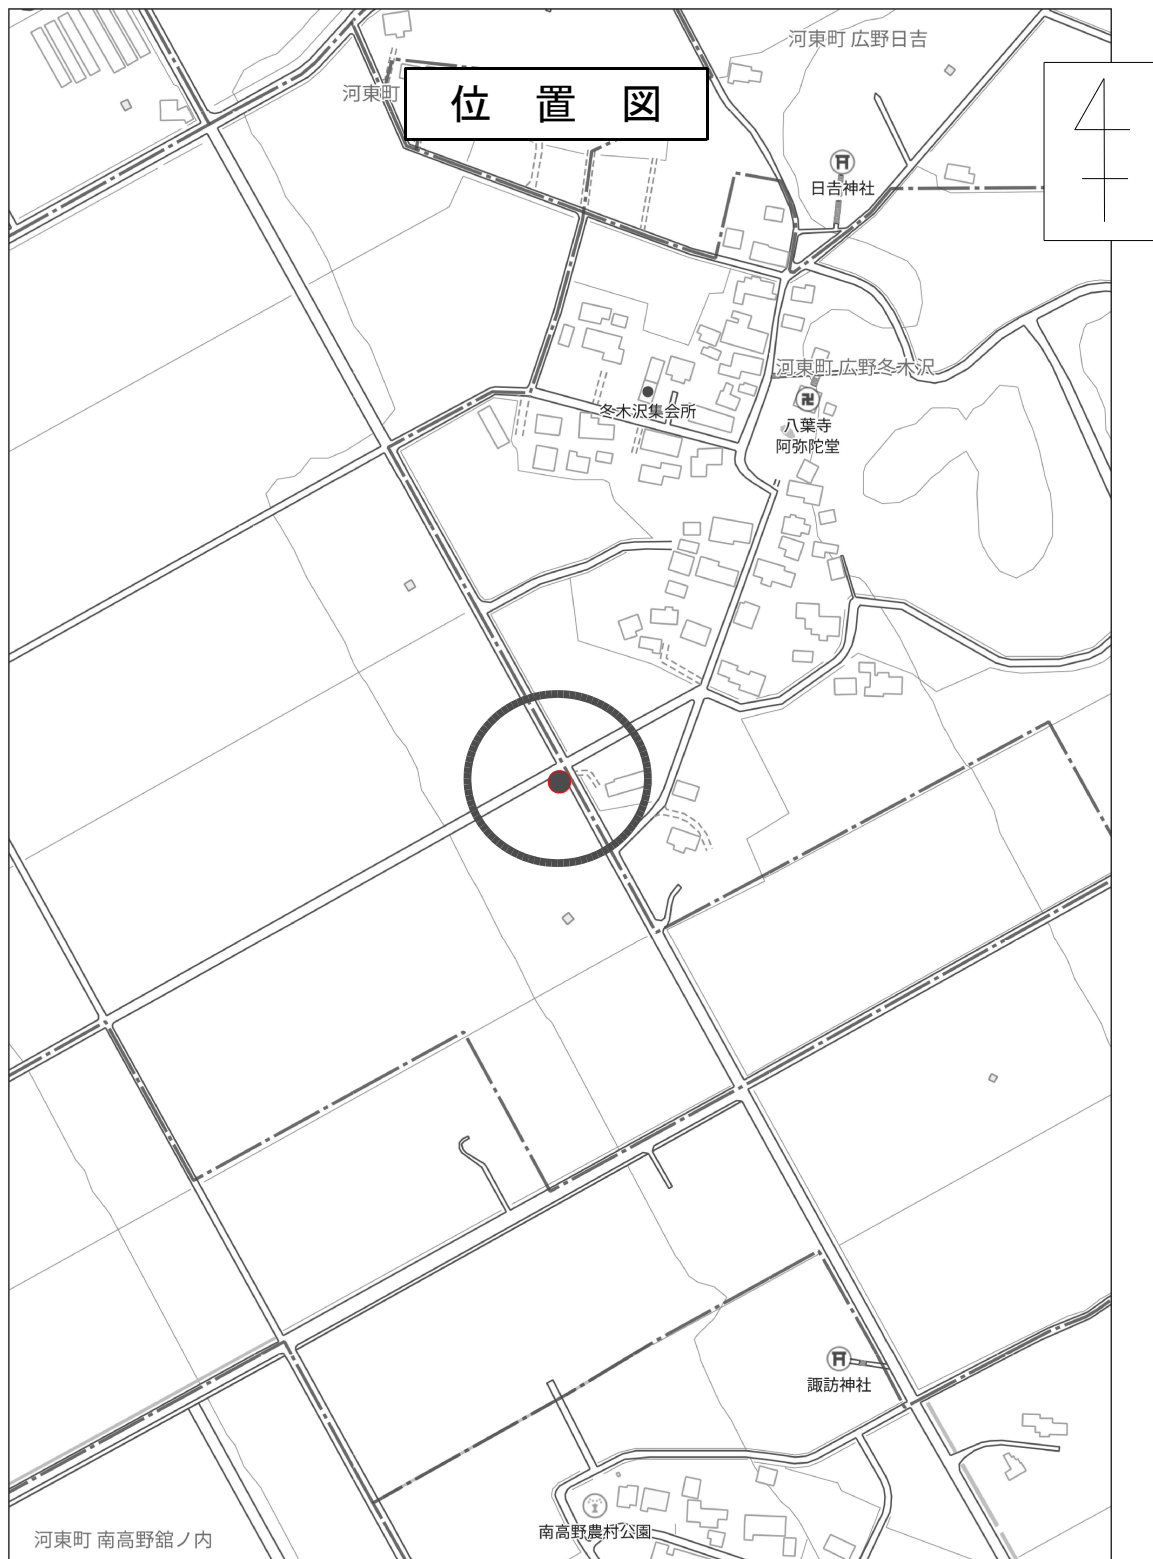 河東町 広野日吉
河東町
位 置 図
日吉神社
河東町 広野冬木沢
冬木沢集会所
八葉寺
阿弥陀堂
諏訪神社
南高野農村公園
河東町 南高野舘ノ内